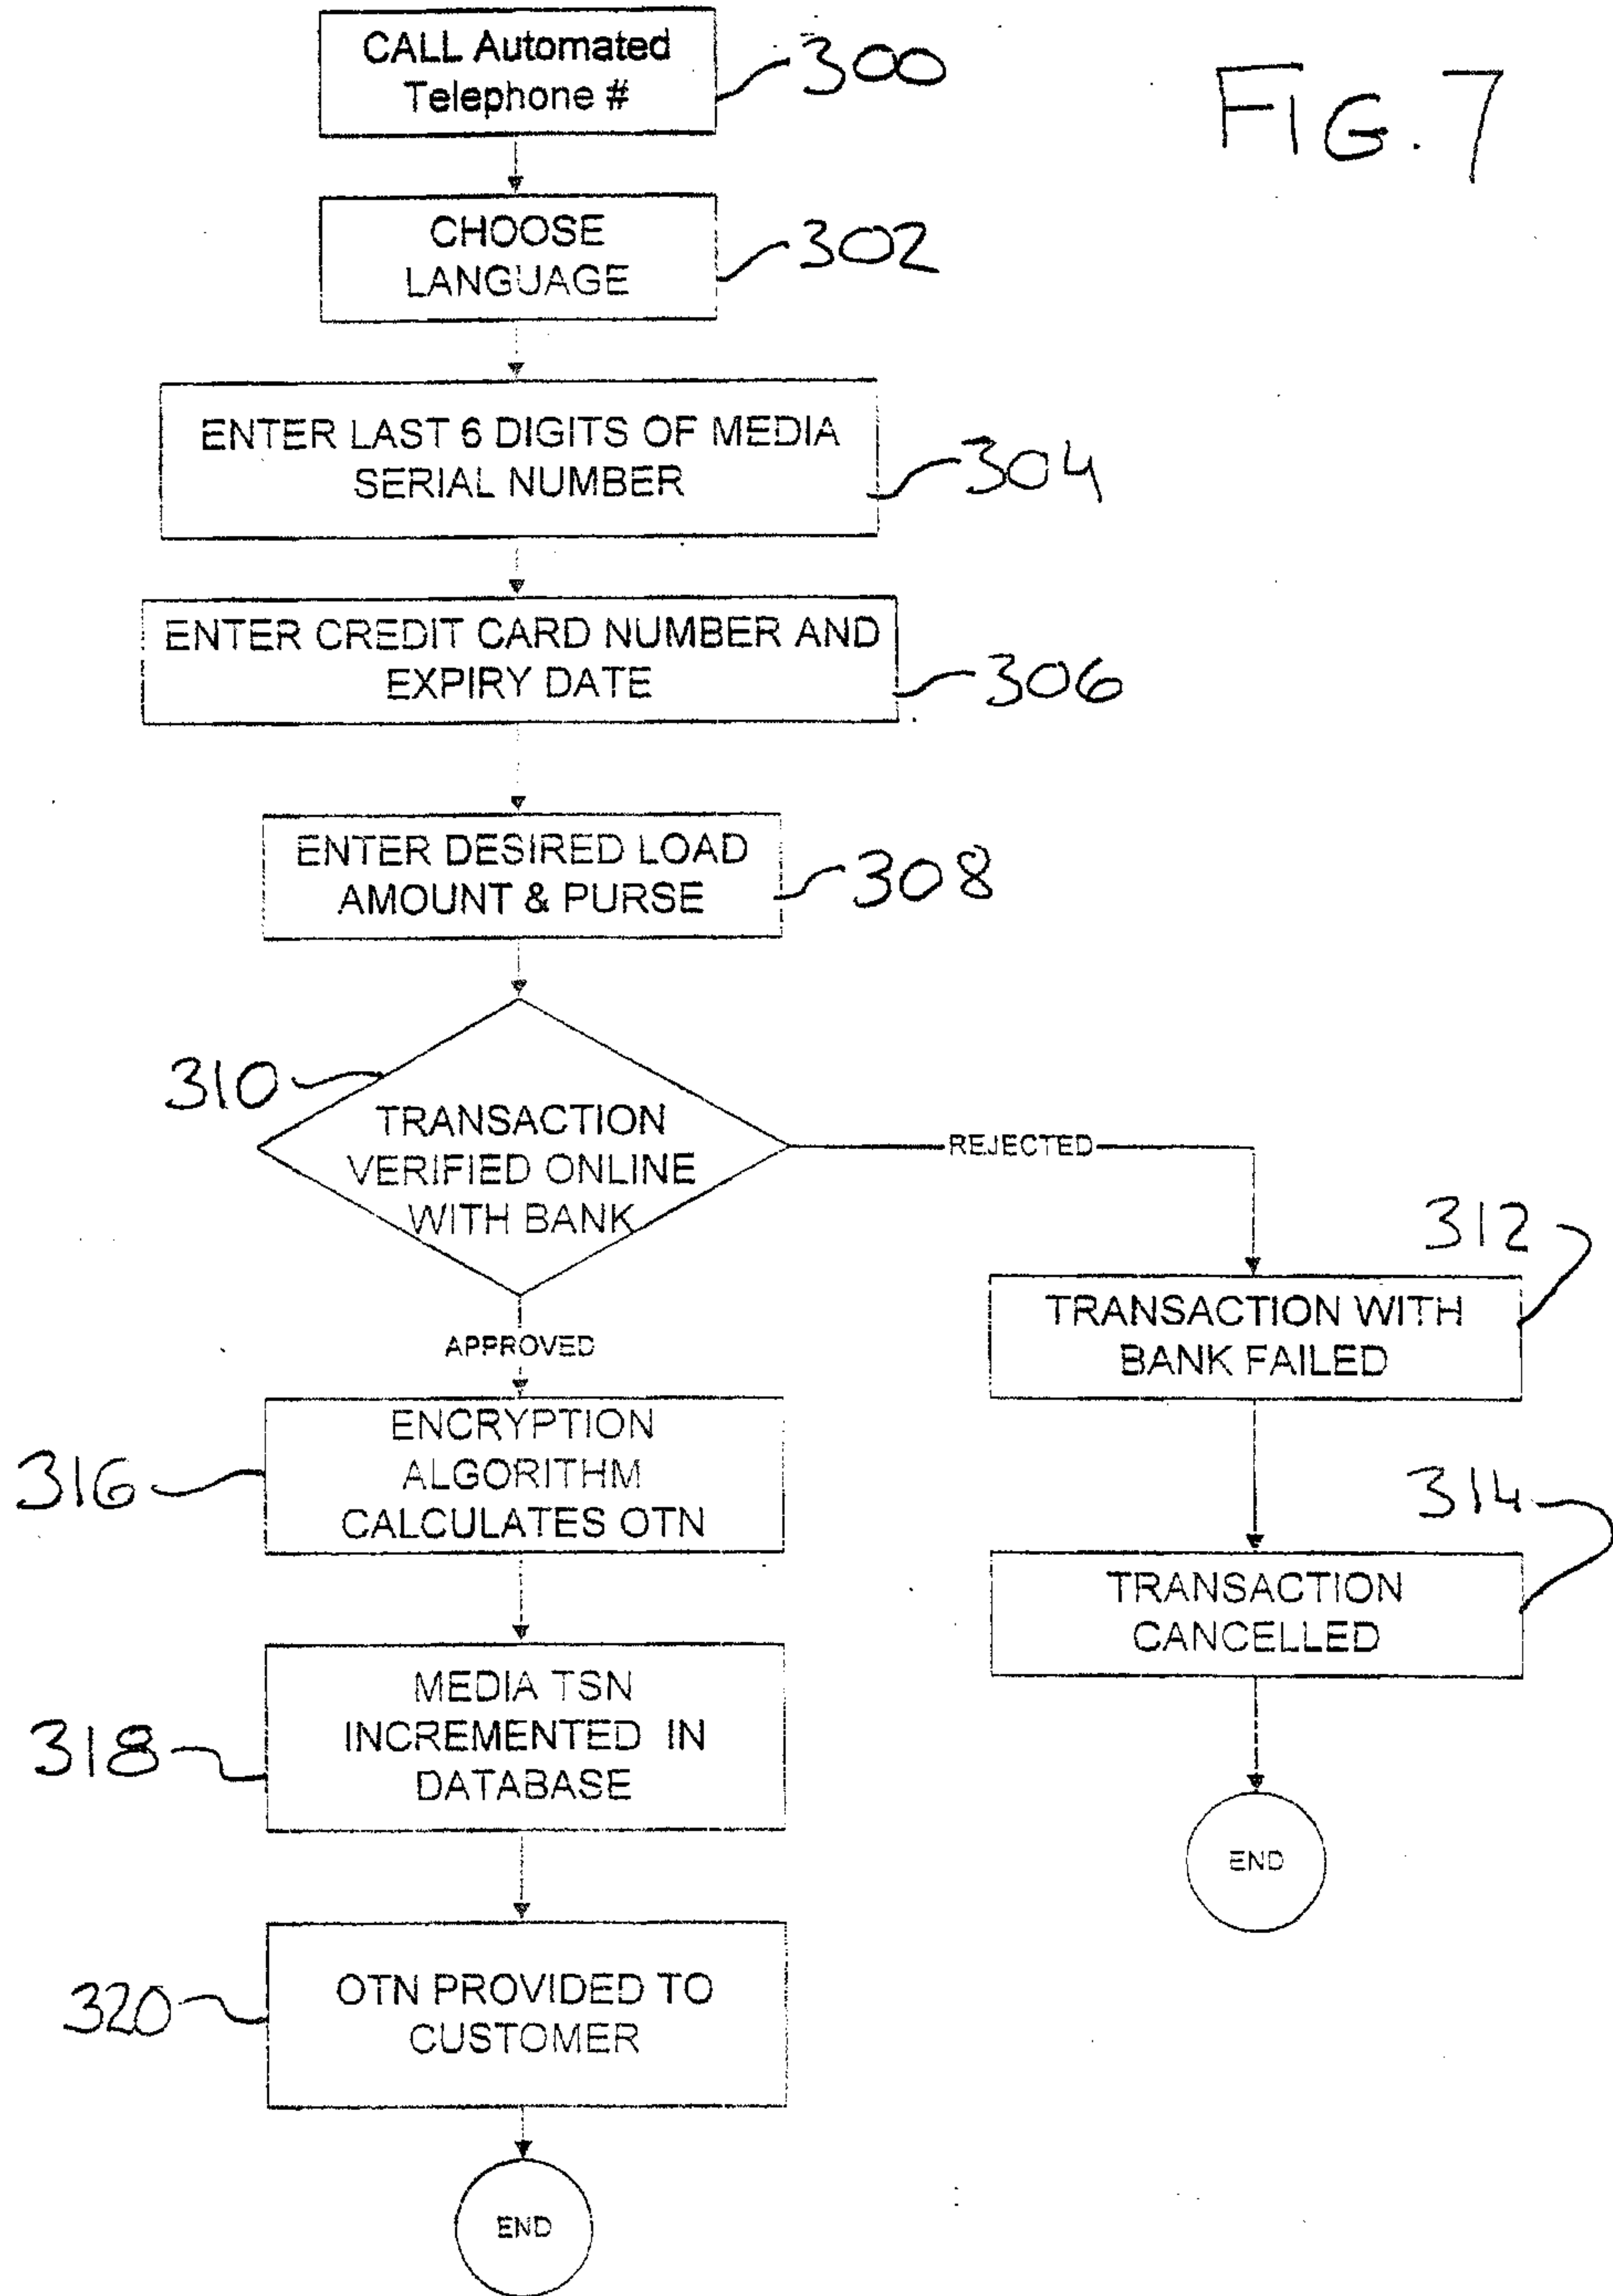 CALL Automated
Telephone #
300
FIG. 7
CHOOSE
LANGUAGE
302
ENTER LAST 6 DIGITS OF MEDIA
SERIAL NUMBER
304
ENTER CREDIT CARD NUMBER AND
EXPIRY DATE
306
ENTER DESIRED LOAD
AMOUNT & PURSE
308
310
TRANSACTION
VERIFIED ONLINE
WITH BANK
REJECTED
312
TRANSACTION WITH
BANK FAILED
APPROVED
ENCRYPTION
ALGORITHM
CALCULATES OTN
316
314
TRANSACTION
CANCELLED
MEDIA TSN
INCREMENTED IN
DATABASE
318
END
OTN PROVIDED TO
CUSTOMER
320
END